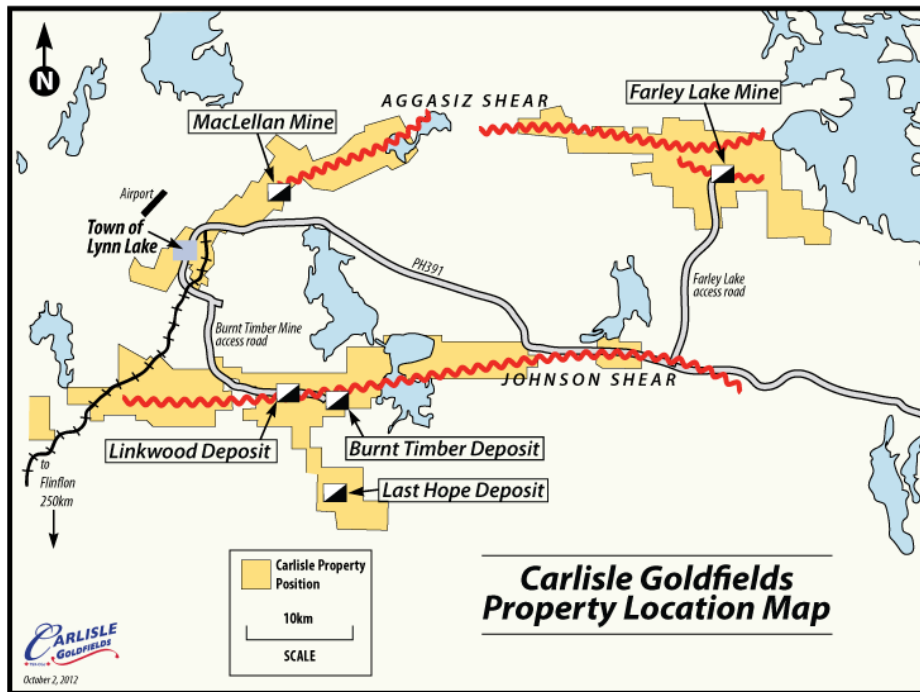 N
AGGASIZ SHEAR
Farley Lake Mine
MacLellan Mine
Airport
Town of
Lynn Lake
PH391
Farley Lake
access road
Burnt Timber Mine
access road
JOHNSON SHEAR
Linkwood Deposit
Burnt Timber Deposit
to
Flinflon
250km
Last Hope Deposit
Carlisle Property
Position
10km
SCALE
Carlisle Goldfields
Property Location Map
CARLISLE
GOLDFIELDS
October 2, 2012